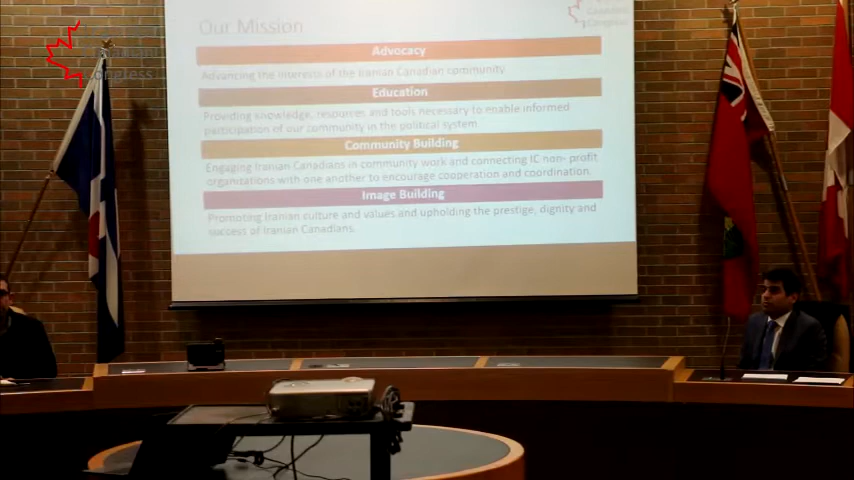 Our Mission
Congress
Congress
Advocacy
Advancing the interests of the Iranian Canadian community.
Education
Providing knowledge, resources and tools necessary to enable informed
participation of our community in the political system
Community Building
Engaging Iranian Canadians in community work and connecting IC non- profit
organizations with one another to encourage cooperation and coordination.
Image Building
Promoting Iranian culture and values and upholding the prestige, dignity and
success of Iranian Canadians.